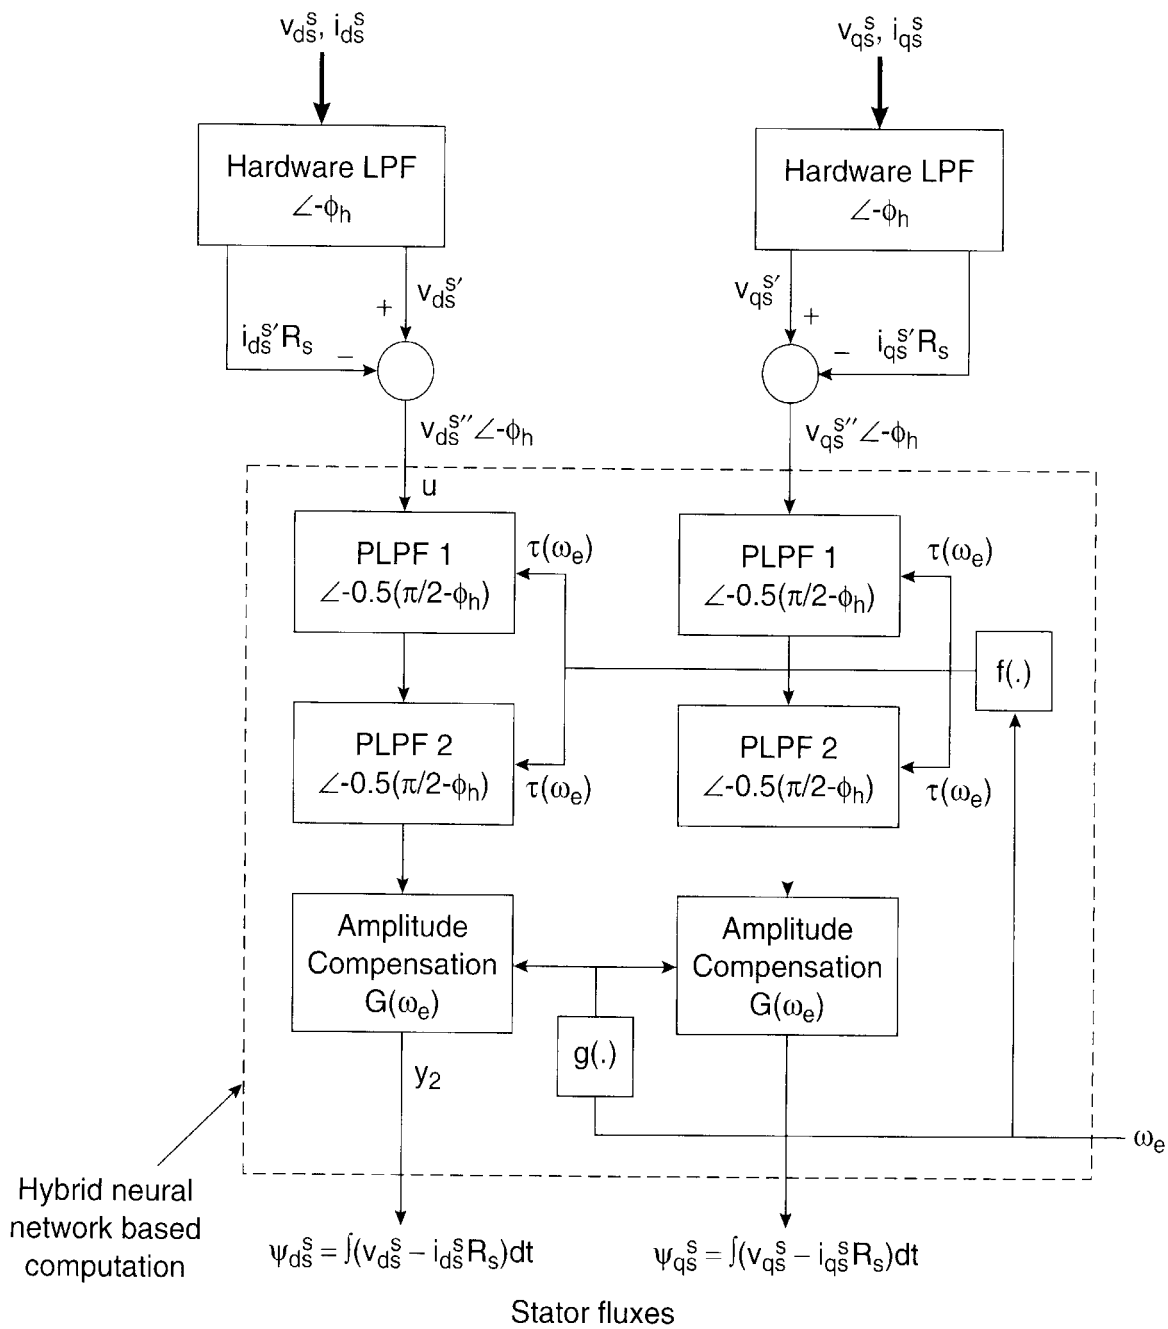 v_ds^s, i_ds^s
v_qs^s, i_qs^s
Hardware LPF
∠-ϕ_h
Hardware LPF
∠-ϕ_h
+
v_ds^s′
i_ds^s′ R_s
−
v_qs^s′
+
−
i_qs^s′ R_s
v_ds^s″ ∠-ϕ_h
v_qs^s″ ∠-ϕ_h
u
PLPF 1
∠-0.5(π/2-ϕ_h)
τ(ω_e)
PLPF 1
∠-0.5(π/2-ϕ_h)
τ(ω_e)
f(.)
PLPF 2
∠-0.5(π/2-ϕ_h)
τ(ω_e)
PLPF 2
∠-0.5(π/2-ϕ_h)
τ(ω_e)
Amplitude
Compensation
G(ω_e)
Amplitude
Compensation
G(ω_e)
g(.)
y_2
ω_e
Hybrid neural
network based
computation
ψ_ds^s = ∫(v_ds^s − i_ds^s R_s)dt
ψ_qs^s = ∫(v_qs^s − i_qs^s R_s)dt
Stator fluxes